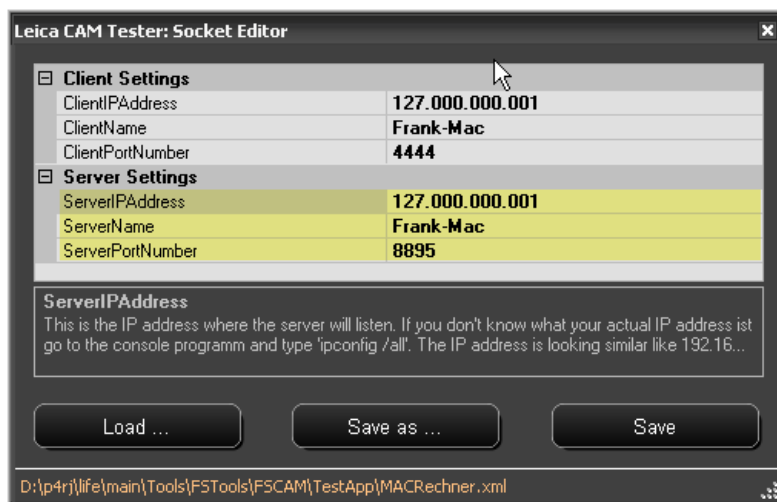 Leica CAM Tester: Socket Editor
Client Settings
ClientIPAddress 127.000.000.001
ClientName Frank-Mac
ClientPortNumber 4444
Server Settings
ServerIPAddress 127.000.000.001
ServerName Frank-Mac
ServerPortNumber 8895
ServerIPAddress
This is the IP address where the server will listen. If you don't know what your actual IP address ist
go to the console programm and type 'ipconfig /all'. The IP address is looking similar like 192.16...
Load ... Save as ... Save
D:\p4rj\life\main\Tools\FSTools\FSCAM\TestApp\MACRechner.xml